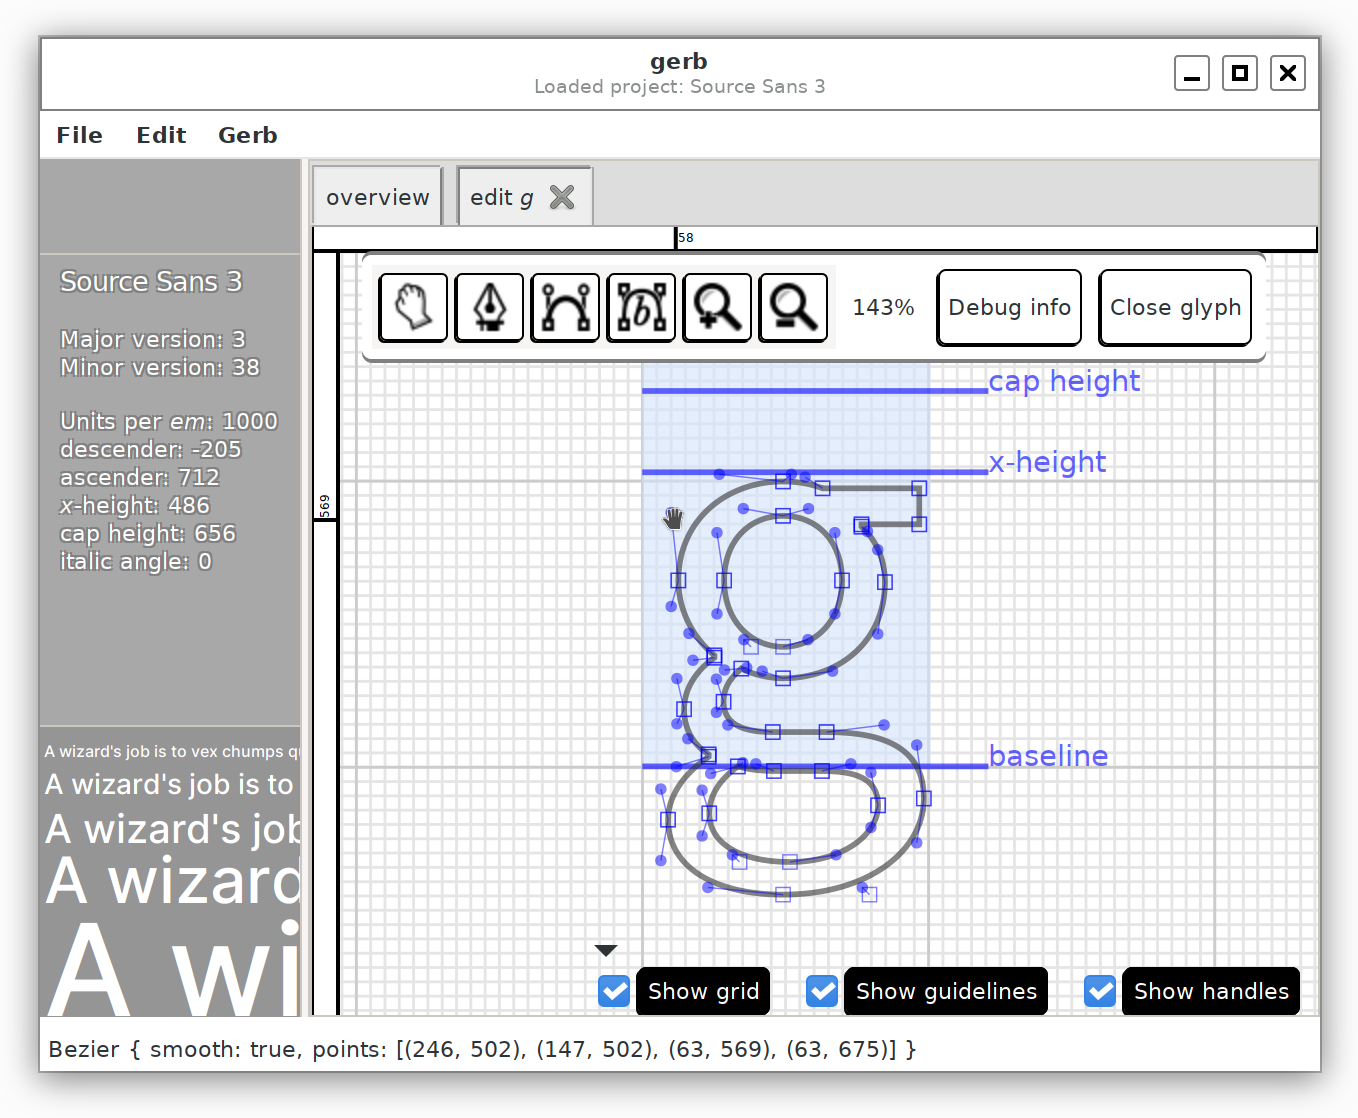 gerb
Loaded project: Source Sans 3
File Edit Gerb
overview
edit g
58
569
143%
Debug info
Close glyph
Source Sans 3
Major version: 3
Minor version: 38
Units per em: 1000
descender: -205
ascender: 712
x-height: 486
cap height: 656
italic angle: 0
cap height
x-height
baseline
A wizard's job is to vex chumps qu
A wizard's job is to
A wizard's job
A wizard
A wi
b
Show grid
Show guidelines
Show handles
Bezier { smooth: true, points: [(246, 502), (147, 502), (63, 569), (63, 675)] }